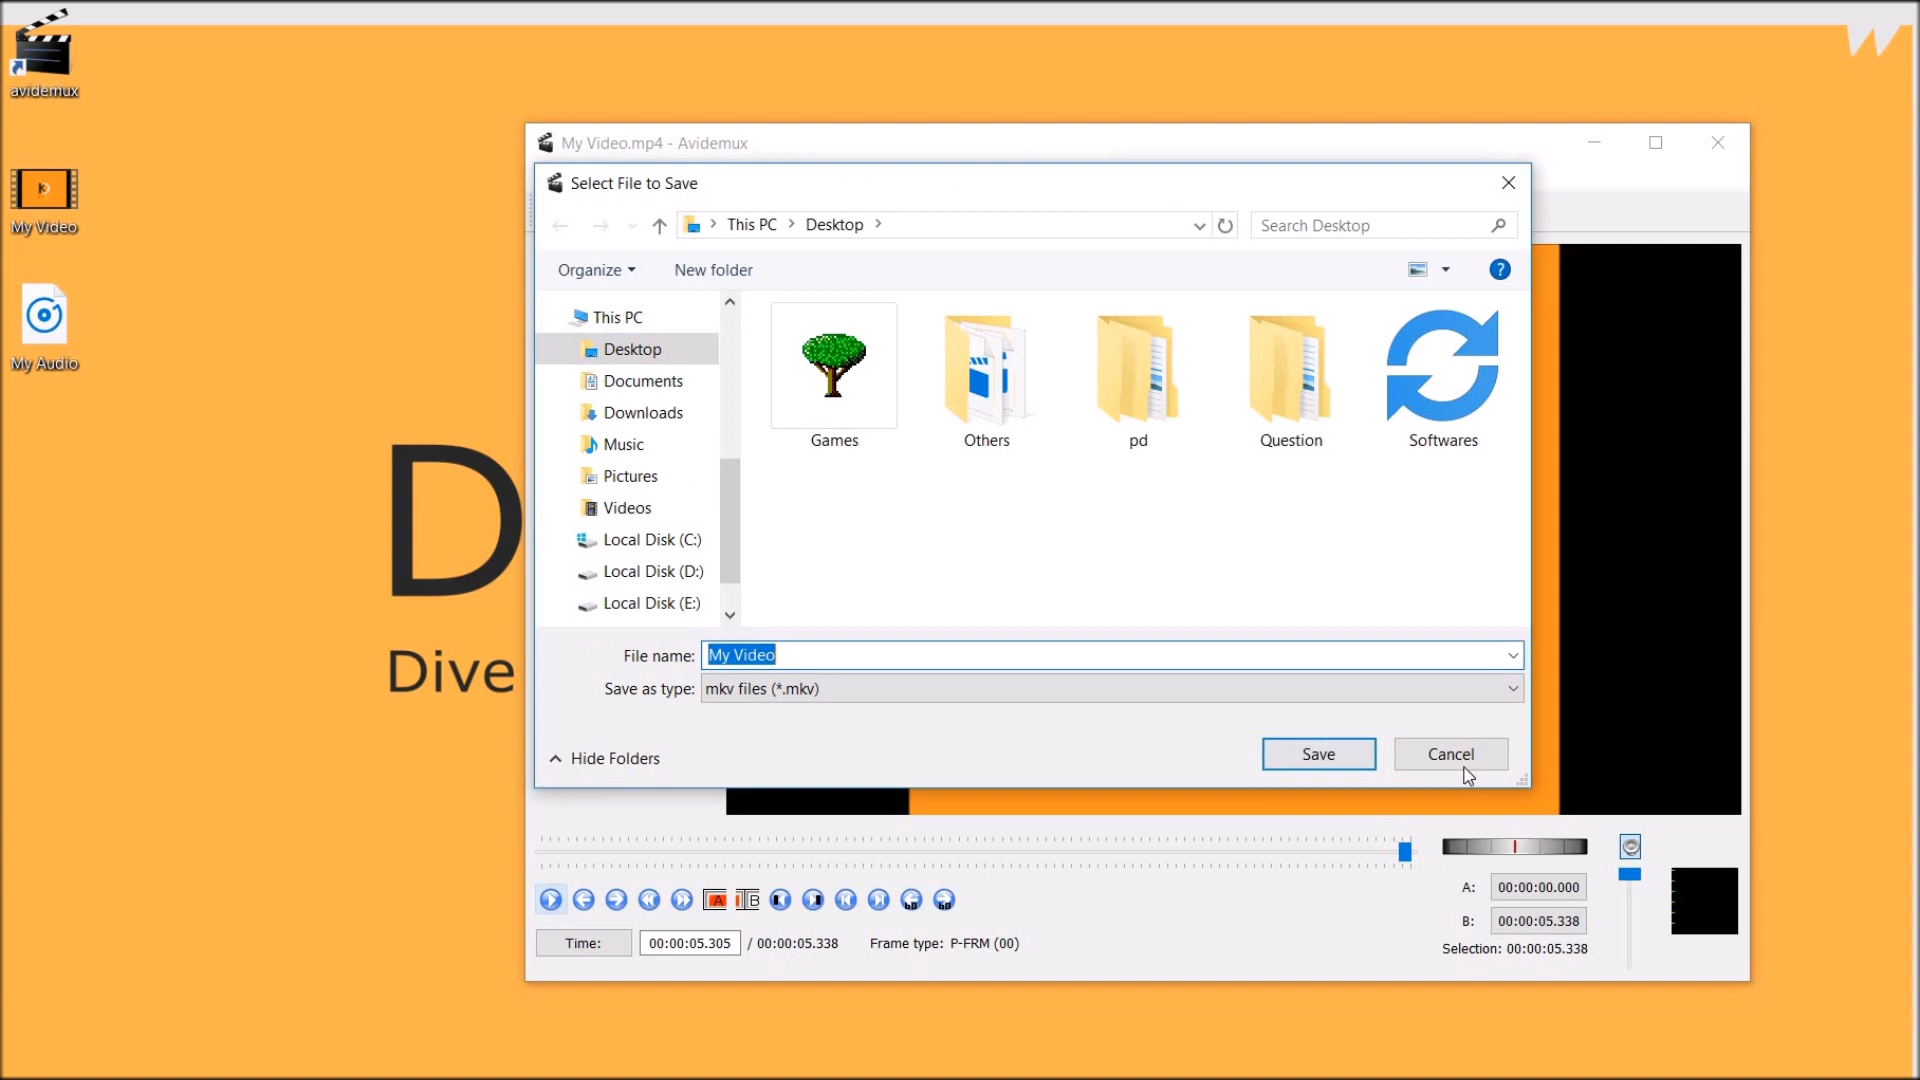 avidemux
My Video
My Audio
D
Dive
My Video.mp4 - Avidemux
Select File to Save
This PC
Desktop
Search Desktop
Organize
New folder
?
This PC
Desktop
Documents
Downloads
Music
Pictures
Videos
Local Disk (C:)
Local Disk (D:)
Local Disk (E:)
Games
Others
pd
Question
Softwares
File name: My Video
Save as type: mkv files (*.mkv)
Hide Folders
Save
Cancel
A B 60 60
A: 00:00:00.000
B: 00:00:05.338
Time: 00:00:05.305 / 00:00:05.338 Frame type: P-FRM (00)
Selection: 00:00:05.338
W